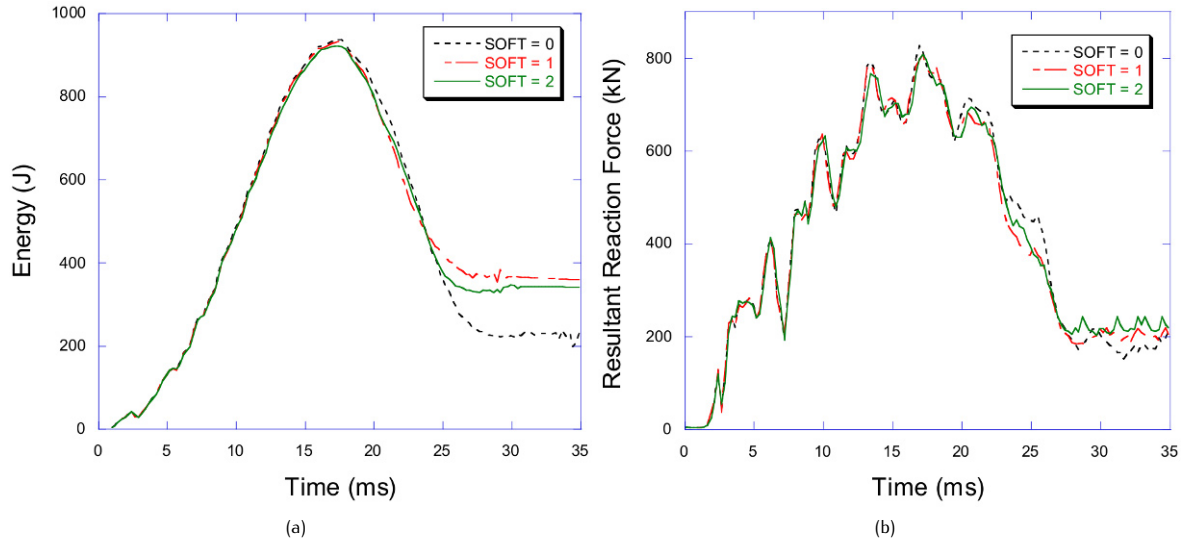 1000
800
600
400
200
0
Energy (J)
0 5 10 15 20 25 30 35
Time (ms)
SOFT = 0
SOFT = 1
SOFT = 2
(a)
800
600
400
200
0
Resultant Reaction Force (kN)
0 5 10 15 20 25 30 35
Time (ms)
SOFT = 0
SOFT = 1
SOFT = 2
(b)